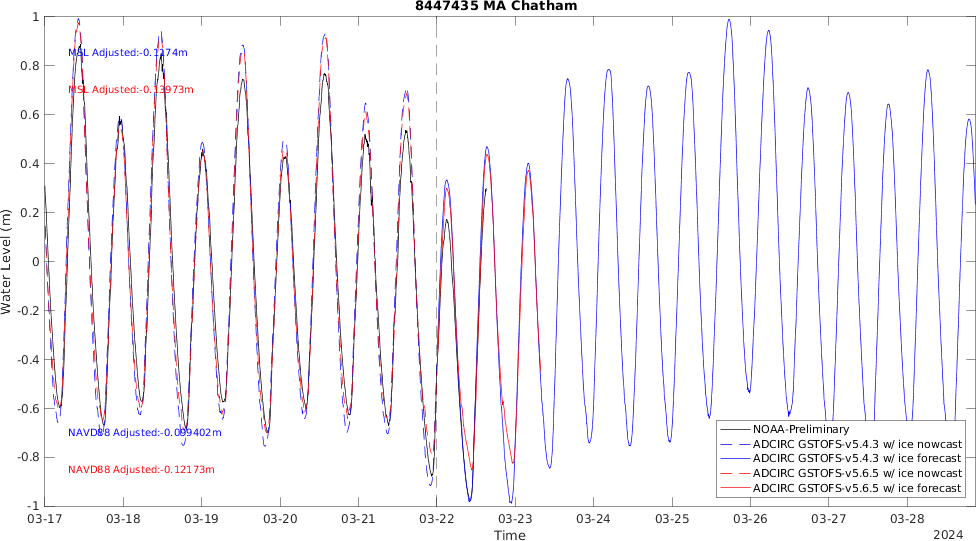 8447435 MA Chatham
Water Level (m)
1
0.8
0.6
0.4
0.2
0
-0.2
-0.4
-0.6
-0.8
-1
MSL Adjusted:-0.1274m
MSL Adjusted:-0.13973m
NAVD88 Adjusted:-0.099402m
NAVD88 Adjusted:-0.12173m
NOAA-Preliminary
ADCIRC GSTOFS-v5.4.3 w/ ice nowcast
ADCIRC GSTOFS-v5.4.3 w/ ice forecast
ADCIRC GSTOFS-v5.6.5 w/ ice nowcast
ADCIRC GSTOFS-v5.6.5 w/ ice forecast
03-17 03-18 03-19 03-20 03-21 03-22 03-23 03-24 03-25 03-26 03-27 03-28
Time
2024